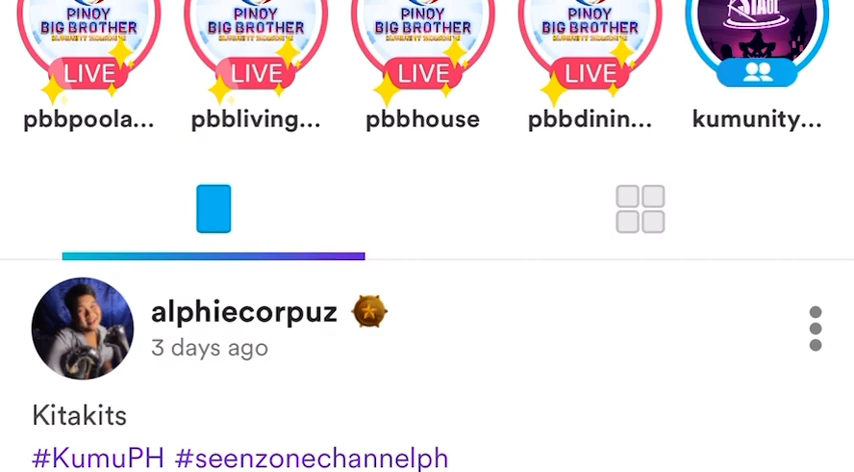 PINOY
BIG BROTHER
LIVE
pbbpoola...
PINOY
BIG BROTHER
LIVE
pbbliving...
PINOY
BIG BROTHER
LIVE
pbbhouse
PINOY
BIG BROTHER
LIVE
pbbdinin...
kumunity...
alphiecorpuz
3 days ago
Kitakits
#KumuPH #seenzonechannelph